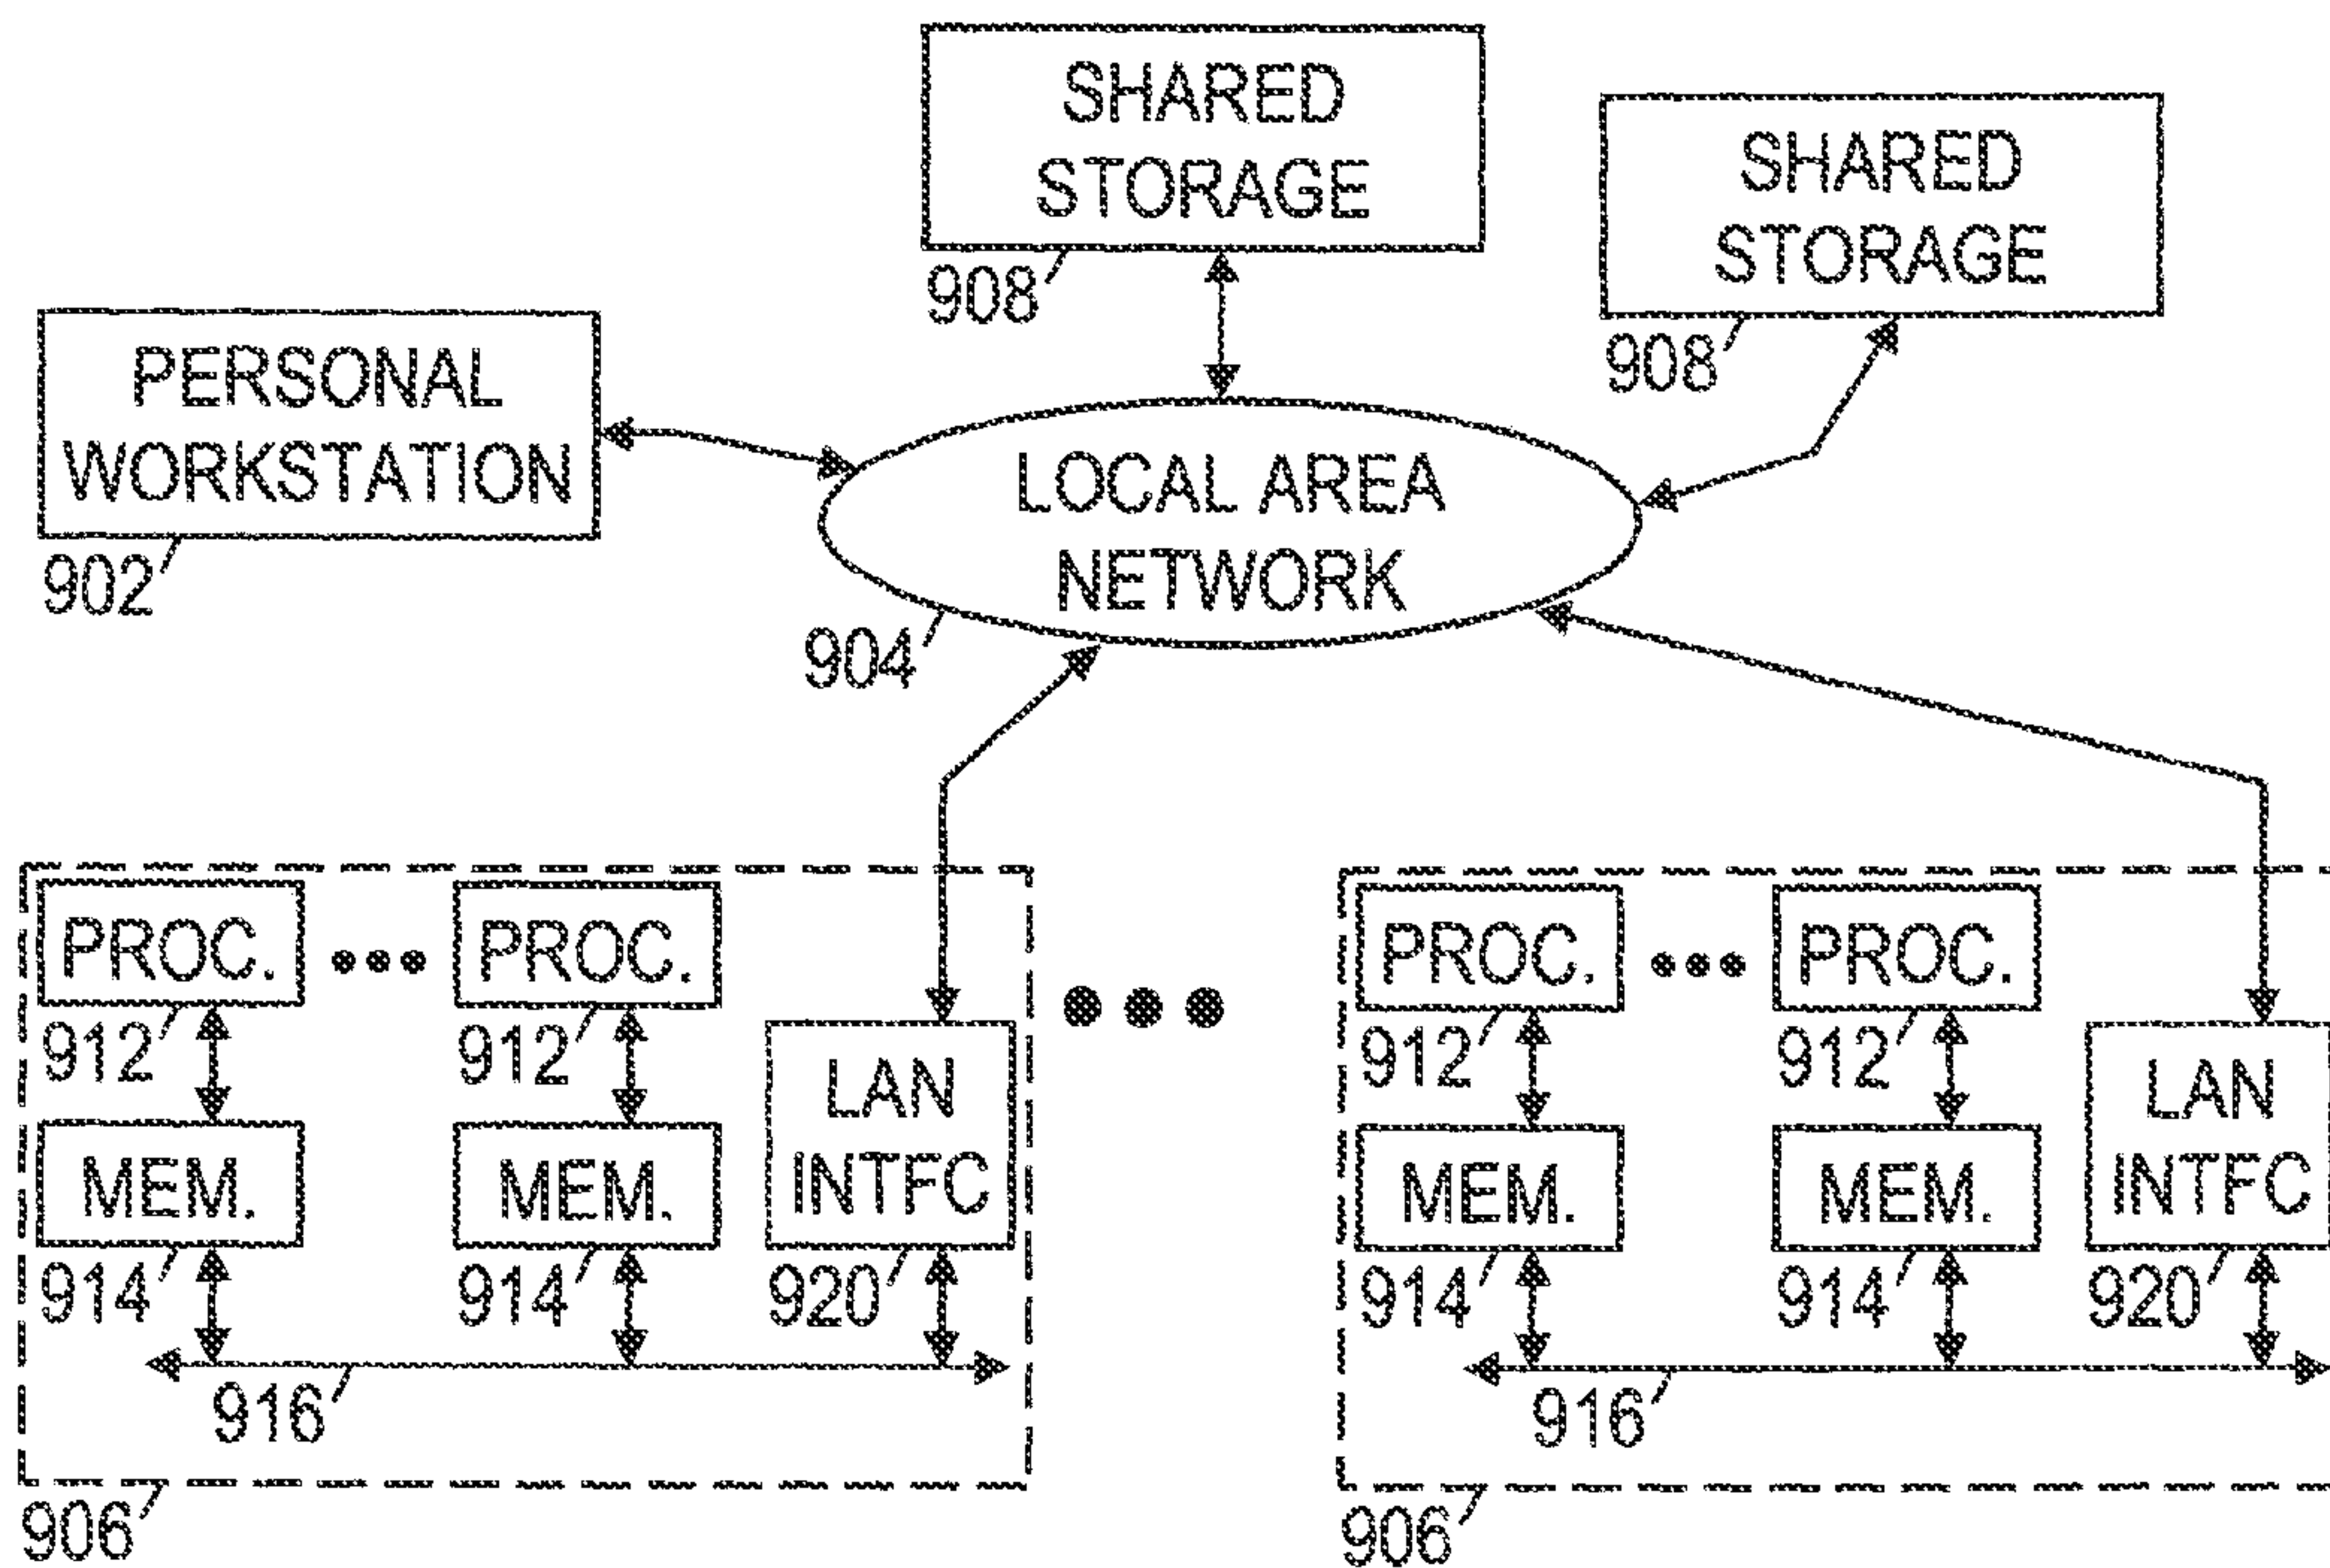 SHARED
STORAGE
908
SHARED
STORAGE
908
PERSONAL
WORKSTATION
902
LOCAL AREA
NETWORK
904
PROC.
PROC.
912
912
LAN
INTFC
MEM.
MEM.
914
914
920
916
906
PROC.
PROC.
912
912
LAN
INTFC
MEM.
MEM.
914
914
920
916
906